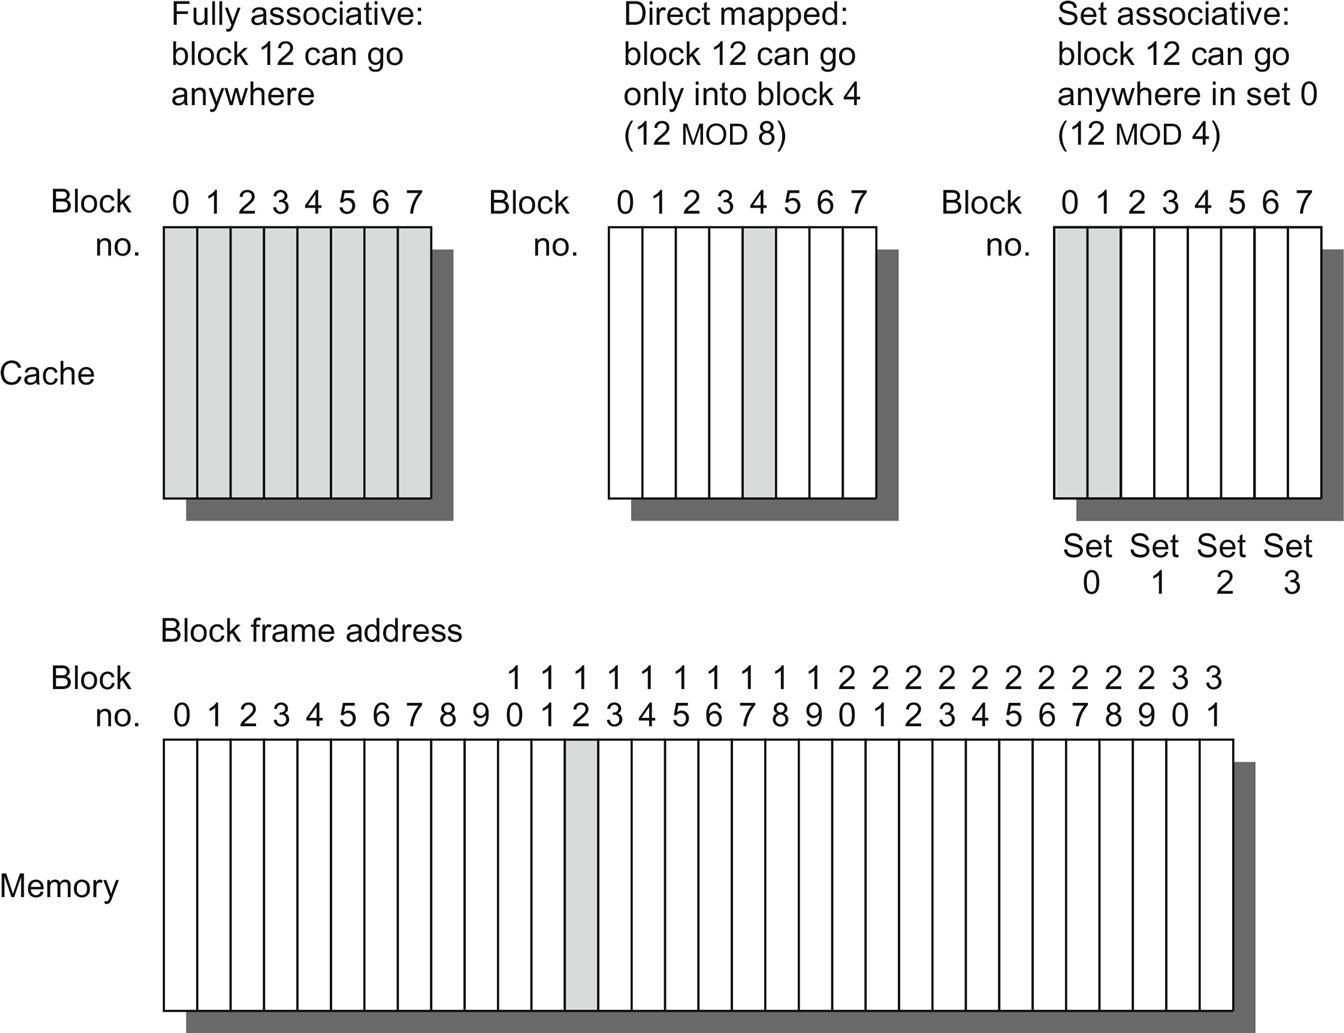 Fully associative:
block 12 can go
anywhere
Direct mapped:
block 12 can go
only into block 4
(12 MOD 8)
Set associative:
block 12 can go
anywhere in set 0
(12 MOD 4)
Block
no.
0 1 2 3 4 5 6 7
Block
no.
0 1 2 3 4 5 6 7
Block
no.
0 1 2 3 4 5 6 7
Cache
Set Set Set Set
0 1 2 3
Block frame address
Block 1 1 1 1 1 1 1 1 1 1 2 2 2 2 2 2 2 2 2 2 3 3
no. 0 1 2 3 4 5 6 7 8 9 0 1 2 3 4 5 6 7 8 9 0 1 2 3 4 5 6 7 8 9 0 1
Memory